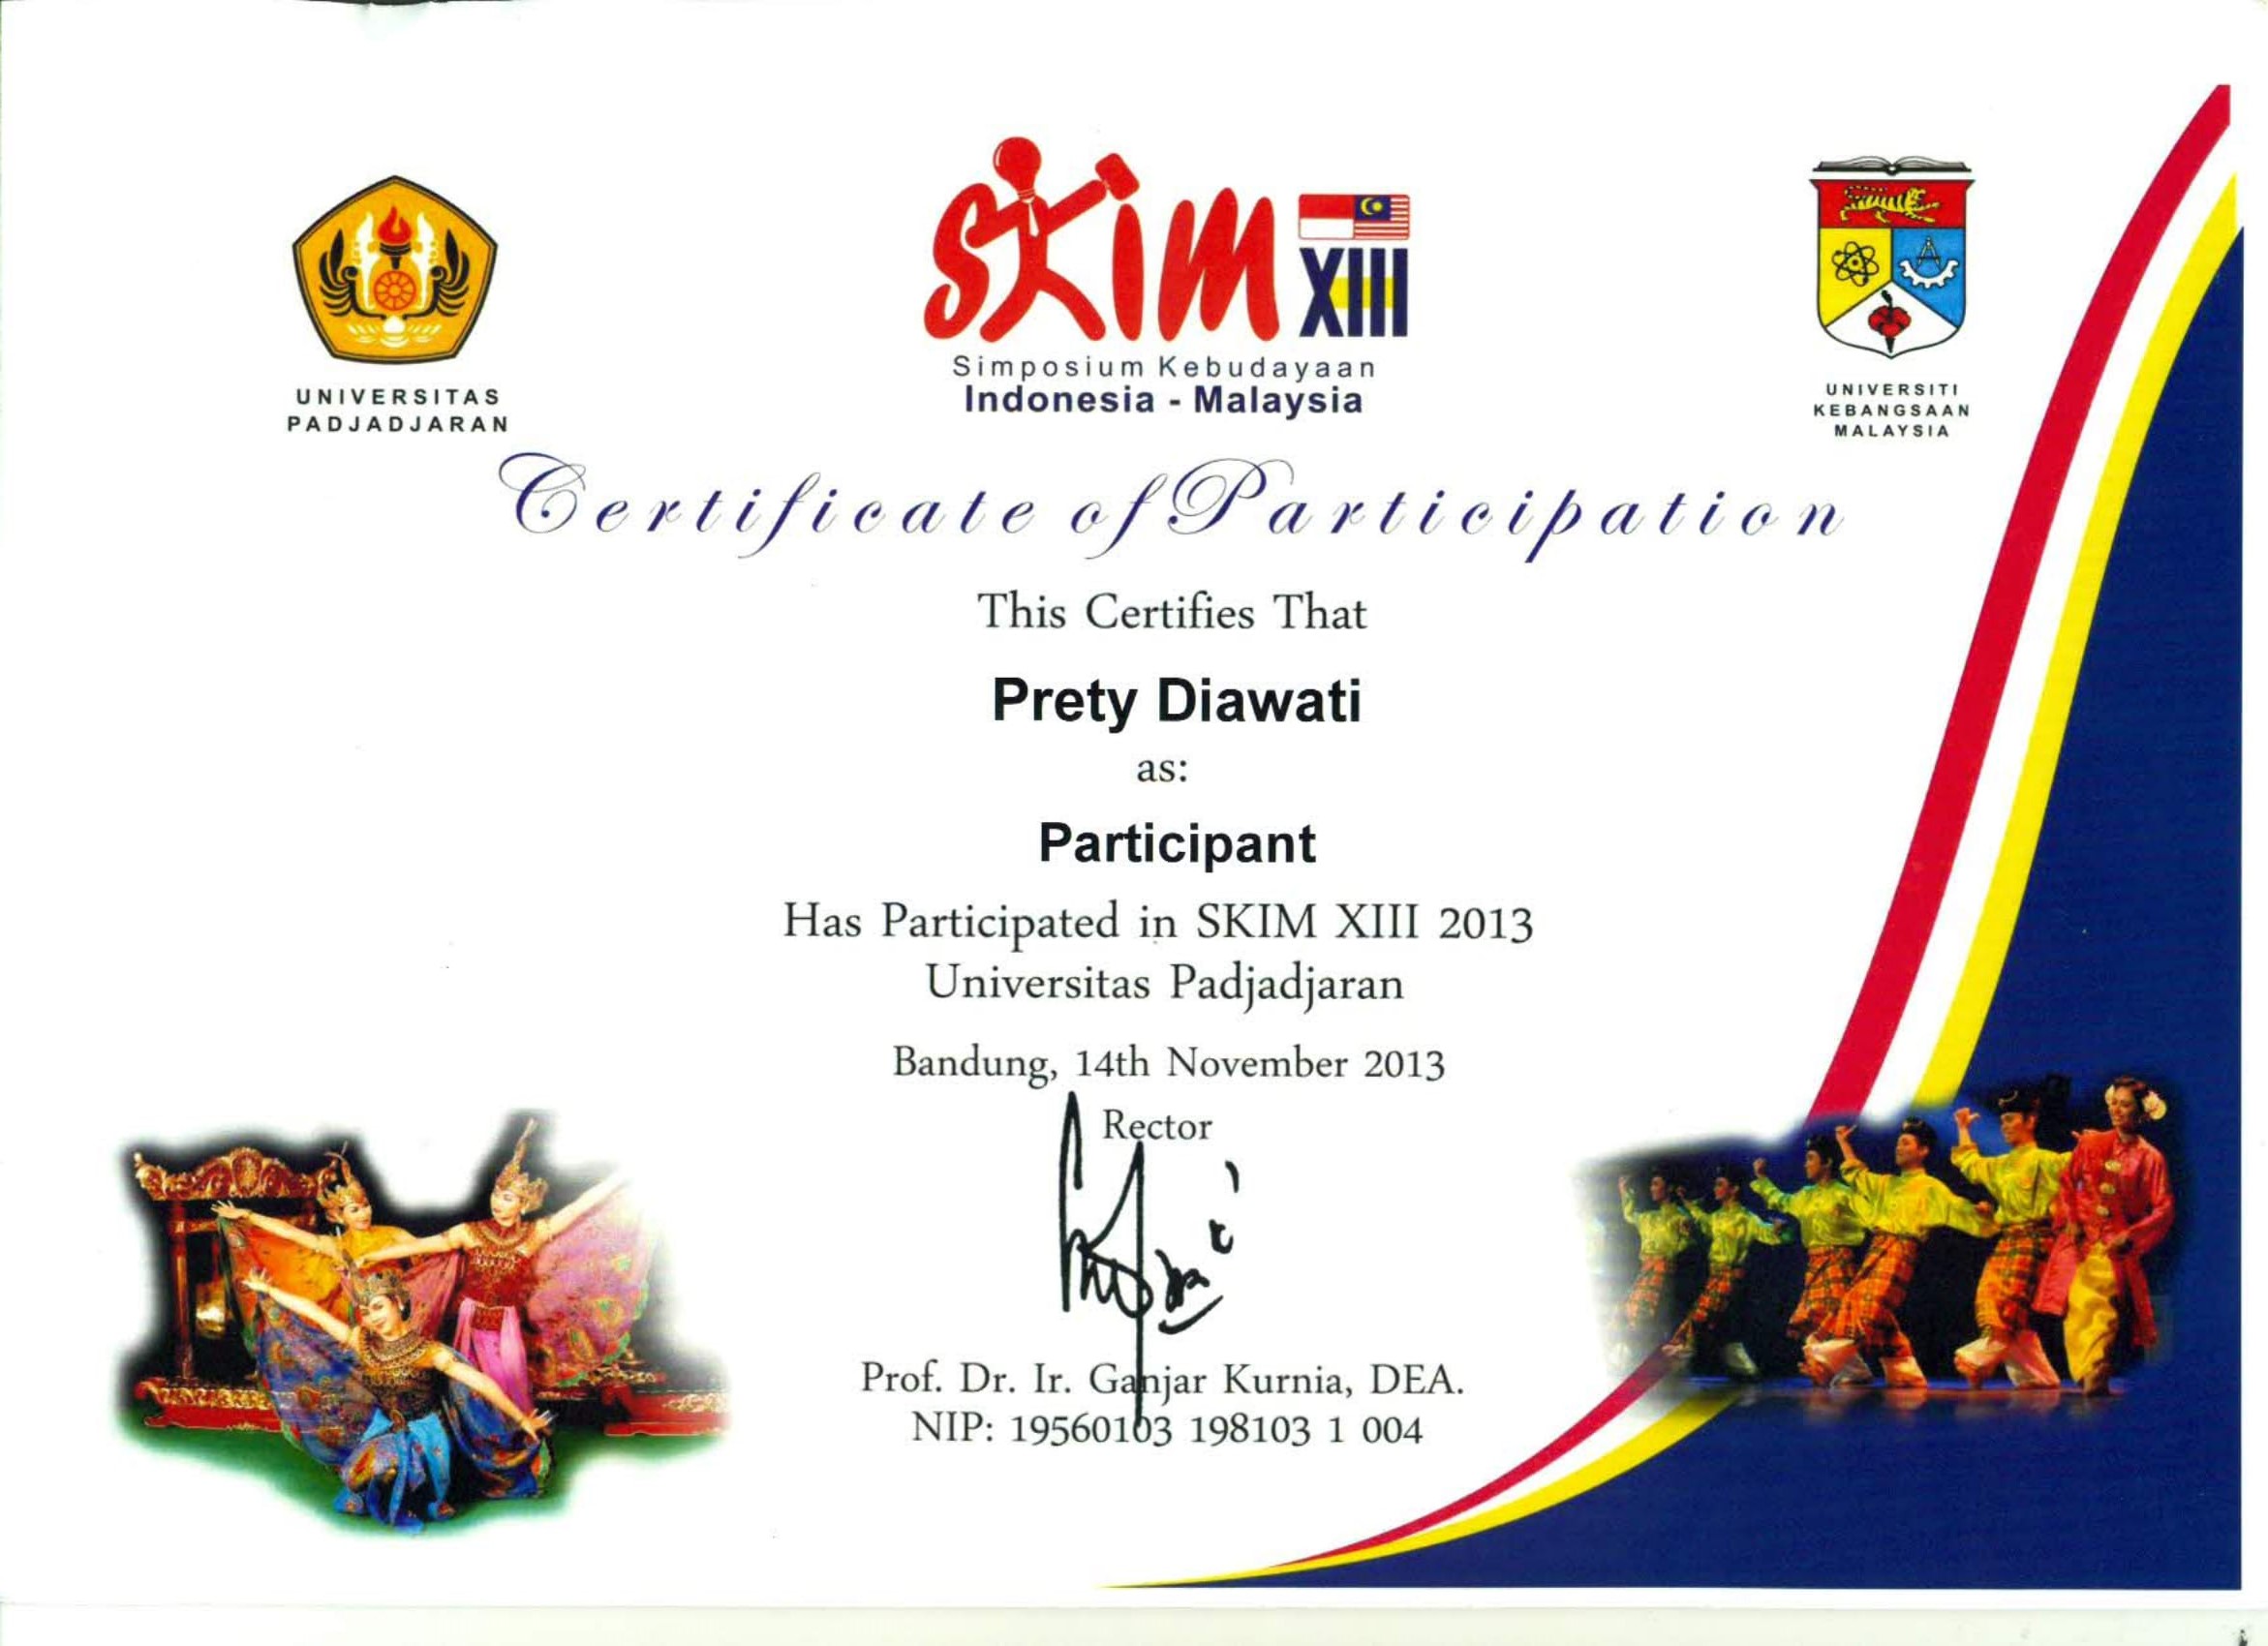 UNIVERSITAS
PADJADJARAN
SKIM XIII
Simposium Kebudayaan
Indonesia - Malaysia
UNIVERSITI
KEBANGSAAN
MALAYSIA
Certificate of Participation
This Certifies That
Prety Diawati
as:
Participant
Has Participated in SKIM XIII 2013
Universitas Padjadjaran
Bandung, 14th November 2013
Rector
Prof. Dr. Ir. Ganjar Kurnia, DEA.
NIP: 19560103 198103 1 004